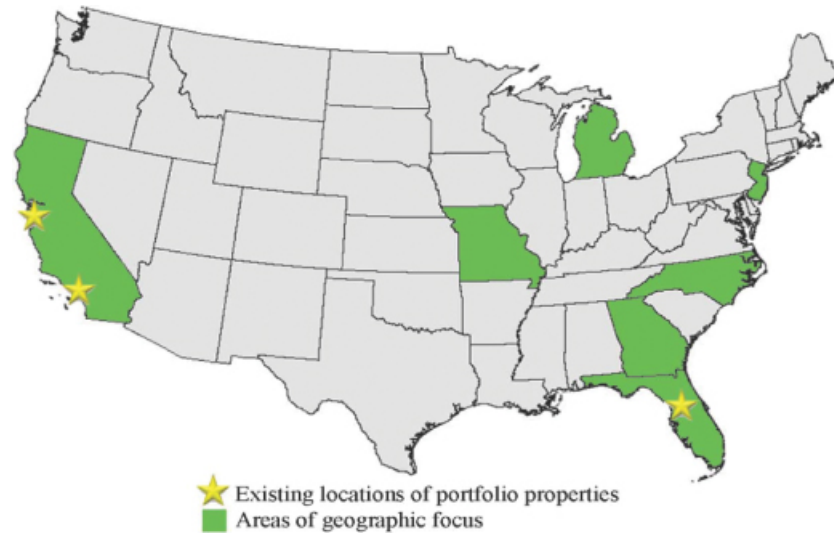 Existing locations of portfolio properties
Areas of geographic focus